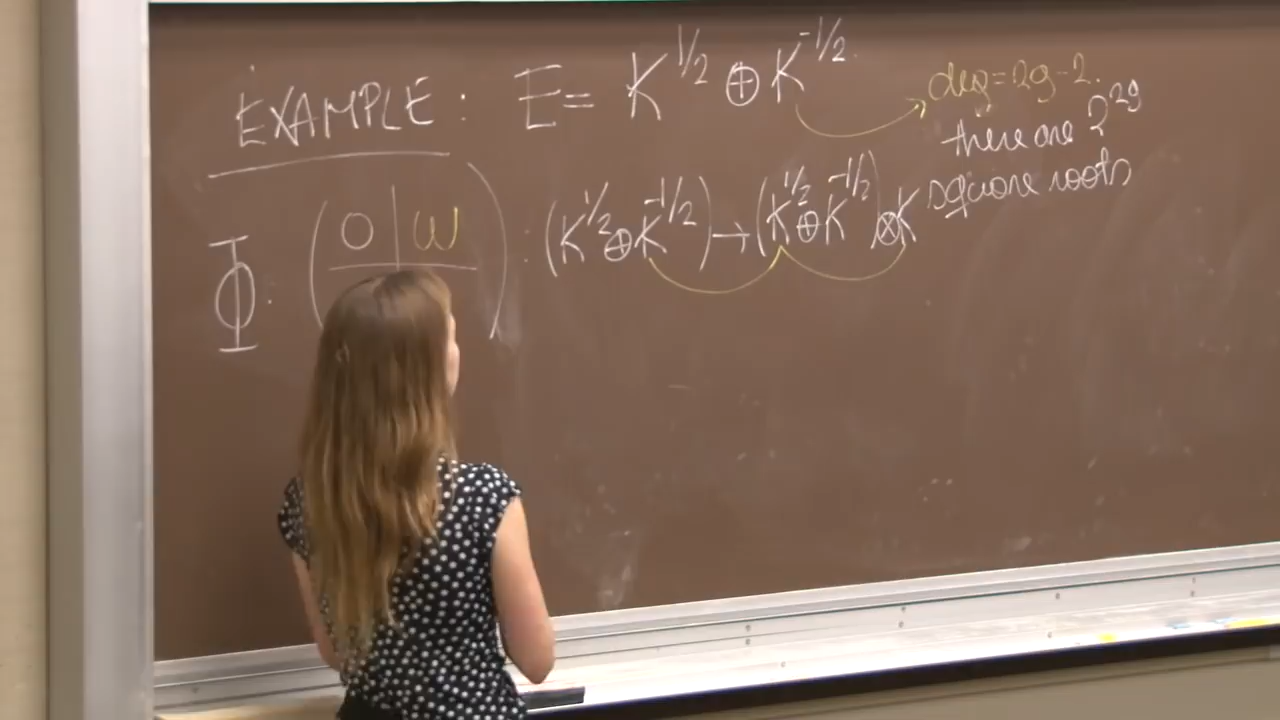 EXAMPLE: E = K^{1/2} ⊕ K^{-1/2}.
deg = 2g-2.
there are 2^{2g}
square roots
Φ: (0 | ω) : (K^{1/2} ⊕ K^{-1/2}) → (K^{1/2} ⊕ K^{-1/2}) ⊗ K